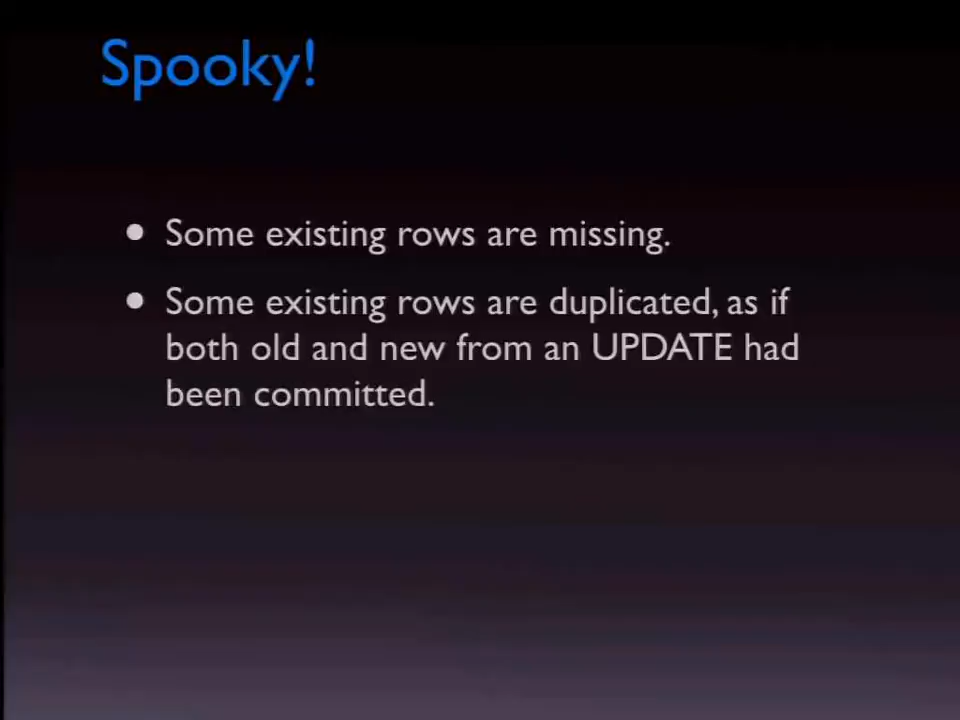 Spooky!
• Some existing rows are missing.
• Some existing rows are duplicated, as if
both old and new from an UPDATE had
been committed.